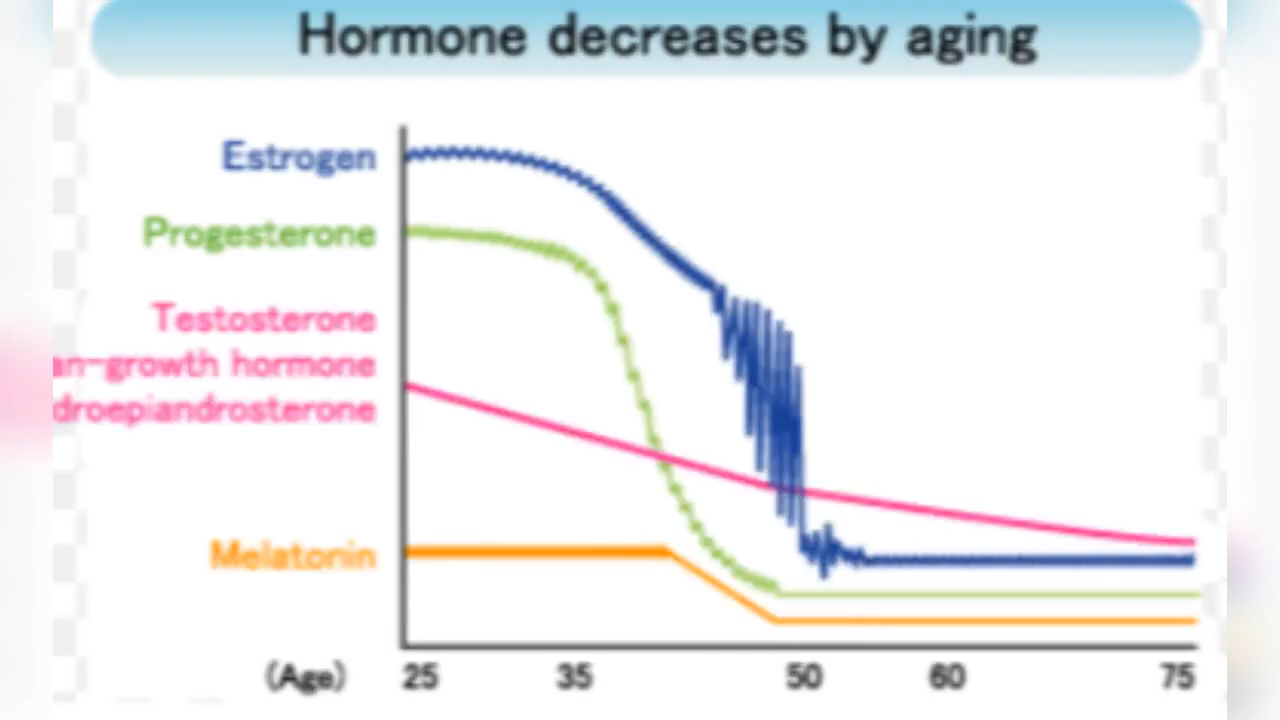 Hormone decreases by aging
Estrogen
Progesterone
Testosterone
an-growth hormone
droepiandrosterone
Melatonin
(Age) 25 35 50 60 75